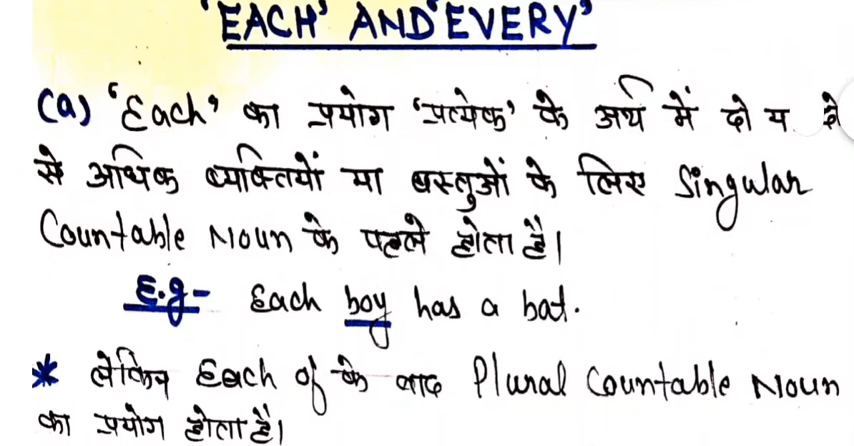 'EACH' AND 'EVERY'
(a) 'Each' का प्रयोग 'प्रत्येक' के अर्थ में दो य दो
से अधिक व्यक्तियों या वस्तुओं के लिए Singular
Countable Noun के पहले होता है।
E.g- Each boy has a bat.
* लेकिन Each of के बाद Plural Countable Noun
का प्रयोग होता है।